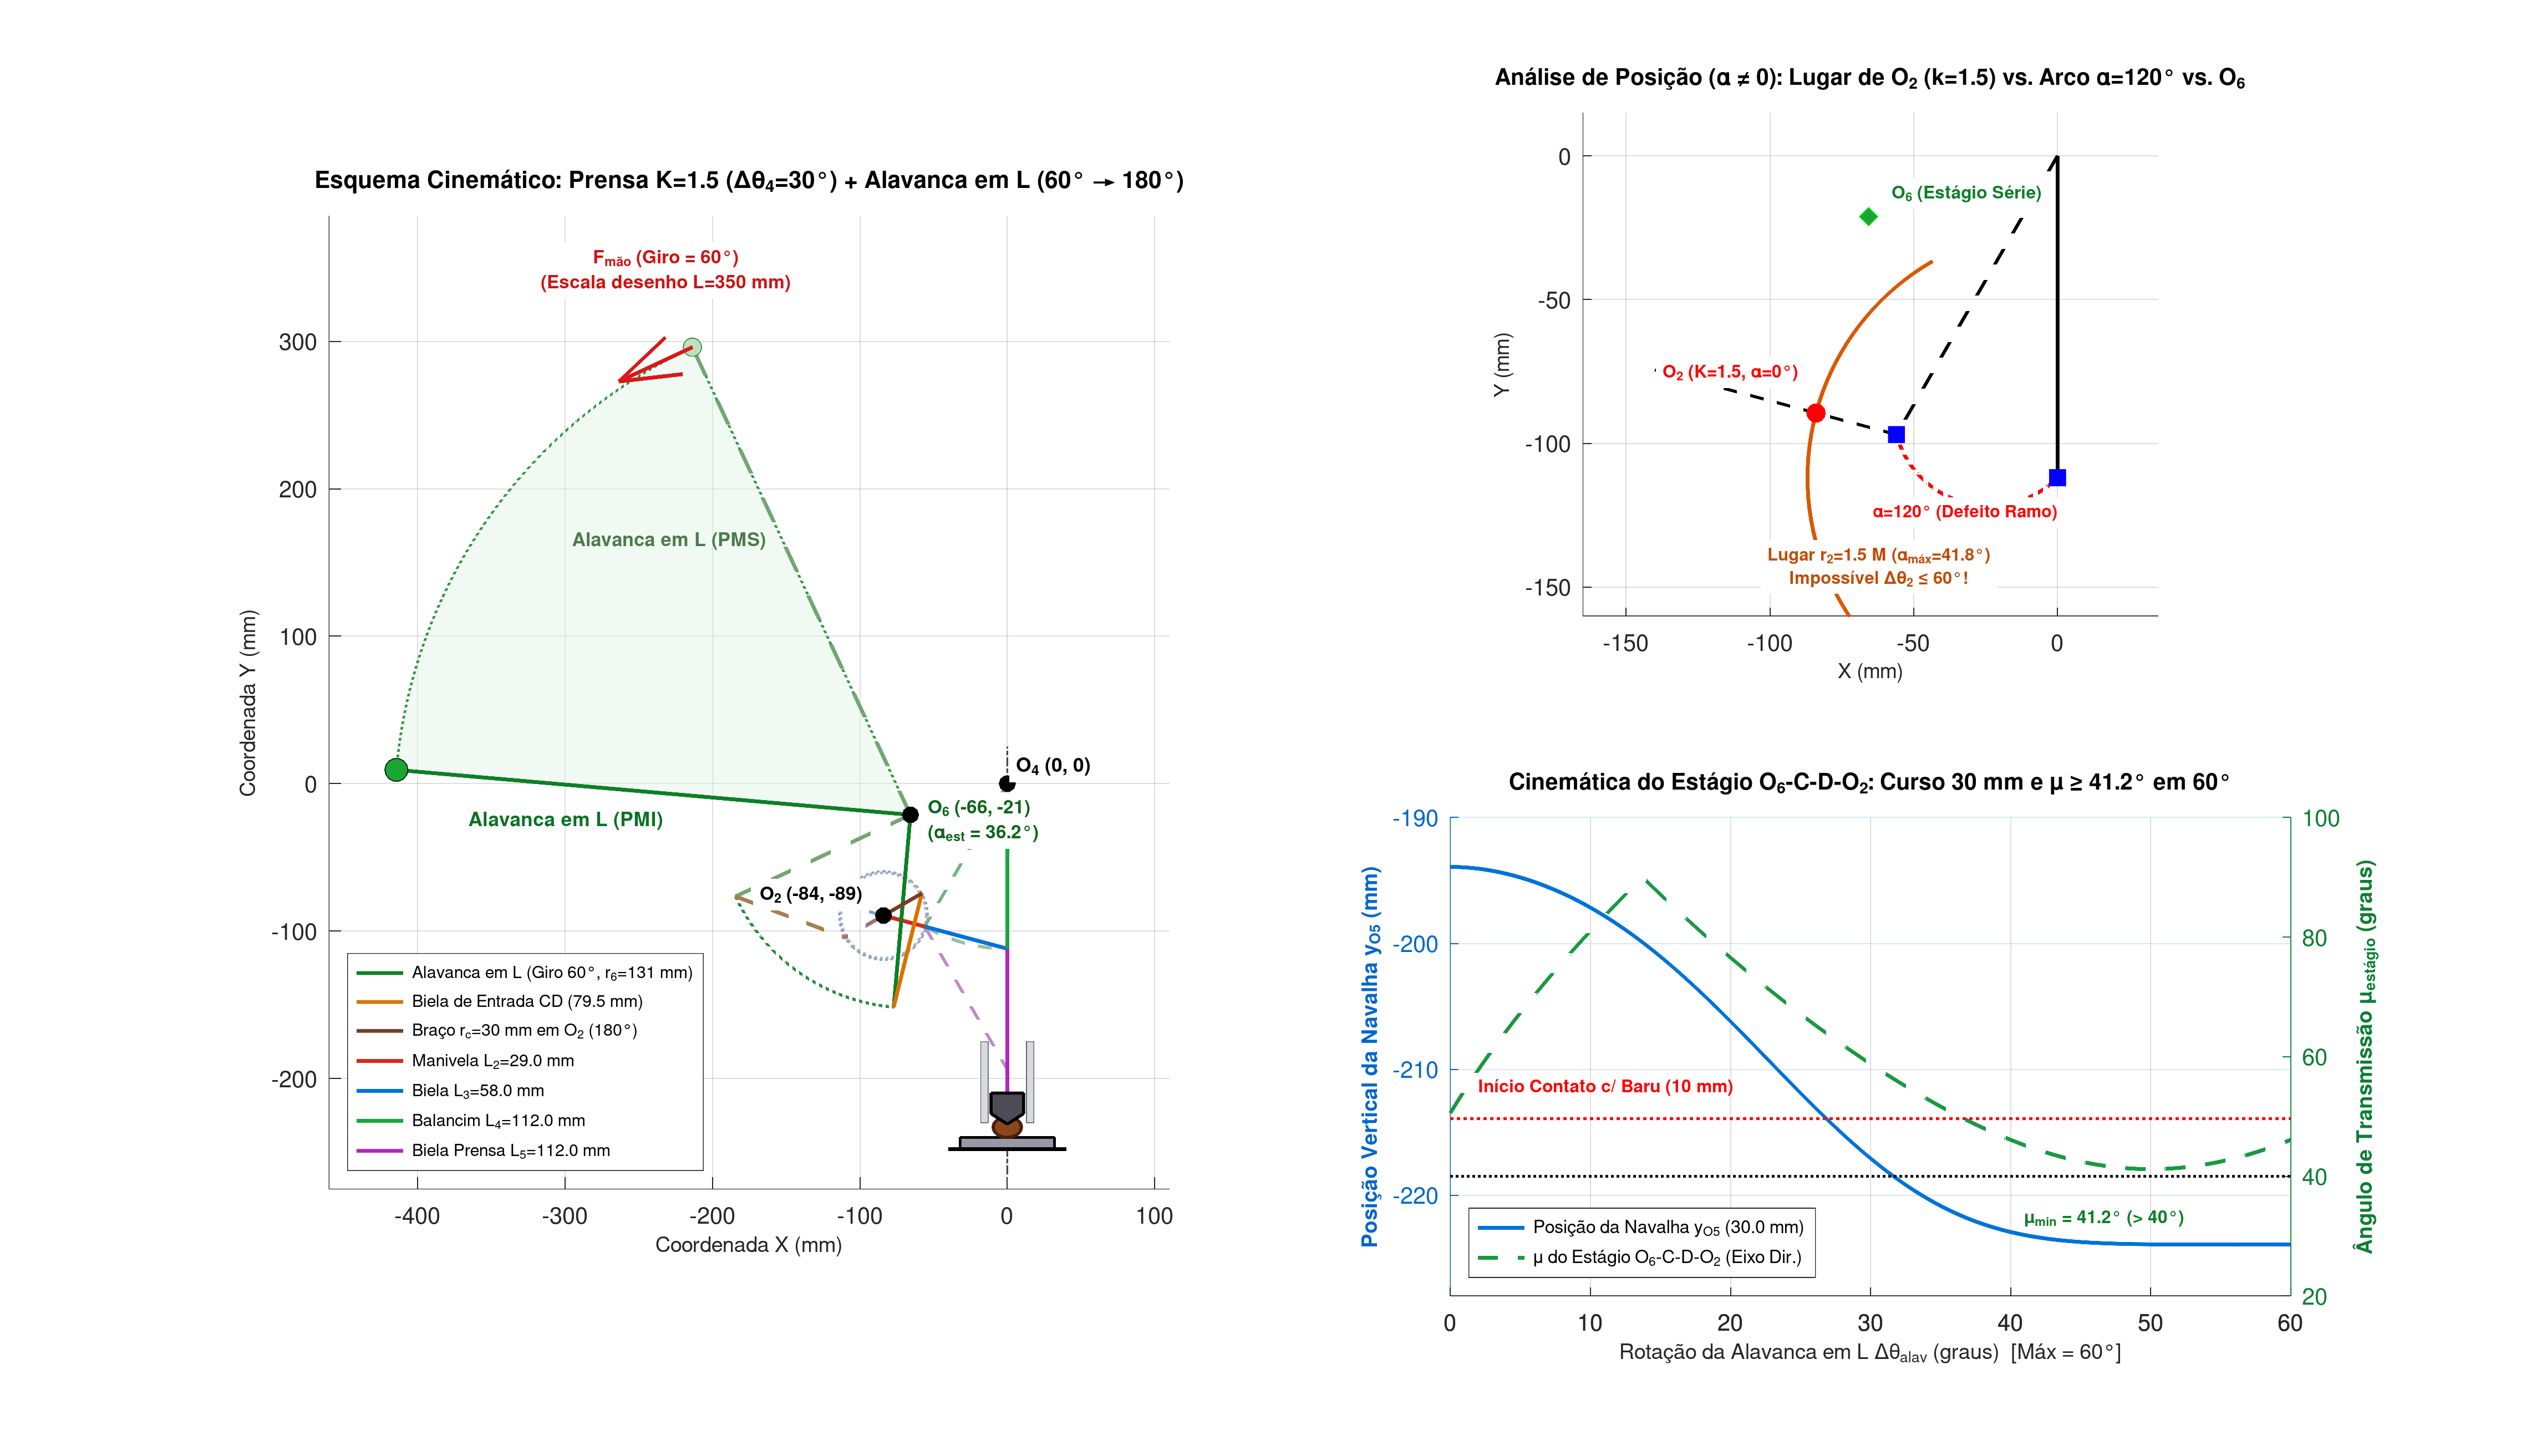 Esquema Cinemático: Prensa K=1.5 (Δθ₄=30°) + Alavanca em L (60° → 180°)
F_mão (Giro = 60°)
(Escala desenho L=350 mm)
Alavanca em L (PMS)
Alavanca em L (PMI)
O₄ (0, 0)
O₆ (-66, -21)
(α_est = 36.2°)
O₂ (-84, -89)
Alavanca em L (Giro 60°, r₆=131 mm)
Biela de Entrada CD (79.5 mm)
Braço r_c=30 mm em O₂ (180°)
Manivela L₂=29.0 mm
Biela L₃=58.0 mm
Balancim L₄=112.0 mm
Biela Prensa L₅=112.0 mm
Coordenada Y (mm)
300
200
100
0
-100
-200
-400
-300
-200
-100
0
100
Coordenada X (mm)
Análise de Posição (α ≠ 0): Lugar de O₂ (k=1.5) vs. Arco α=120° vs. O₆
O₆ (Estágio Série)
O₂ (K=1.5, α=0°)
α=120° (Defeito Ramo)
Lugar r₂=1.5 M (α_máx=41.8°)
Impossível Δθ₂ ≤ 60°!
Y (mm)
0
-50
-100
-150
-150
-100
-50
0
X (mm)
Cinemática do Estágio O₆-C-D-O₂: Curso 30 mm e μ ≥ 41.2° em 60°
Posição Vertical da Navalha y_O5 (mm)
-190
-200
-210
-220
Início Contato c/ Baru (10 mm)
μ_min = 41.2° (> 40°)
Posição da Navalha y_O5 (30.0 mm)
μ do Estágio O₆-C-D-O₂ (Eixo Dir.)
100
80
60
40
20
Ângulo de Transmissão μ_estágio (graus)
0
10
20
30
40
50
60
Rotação da Alavanca em L Δθ_alav (graus) [Máx = 60°]